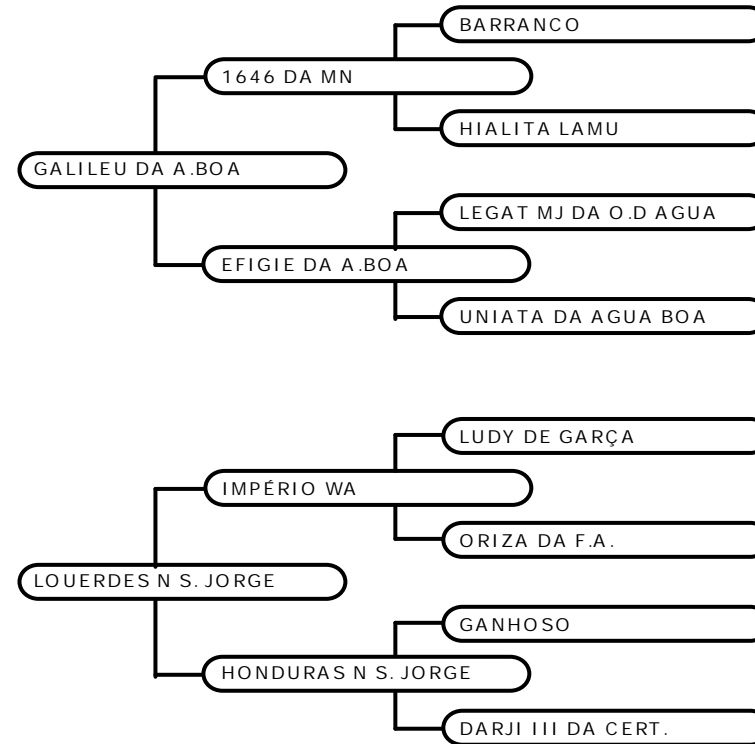 BARRANCO
1646 DA MN
HIALITA LAMU
GALILEU DA A.BOA
LEGAT MJ DA O.D AGUA
EFIGIE DA A.BOA
UNIATA DA AGUA BOA
LUDY DE GARÇA
IMPÉRIO WA
ORIZA DA F.A.
LOUERDES N S. JORGE
GANHOSO
HONDURAS N S. JORGE
DARJI III DA CERT.